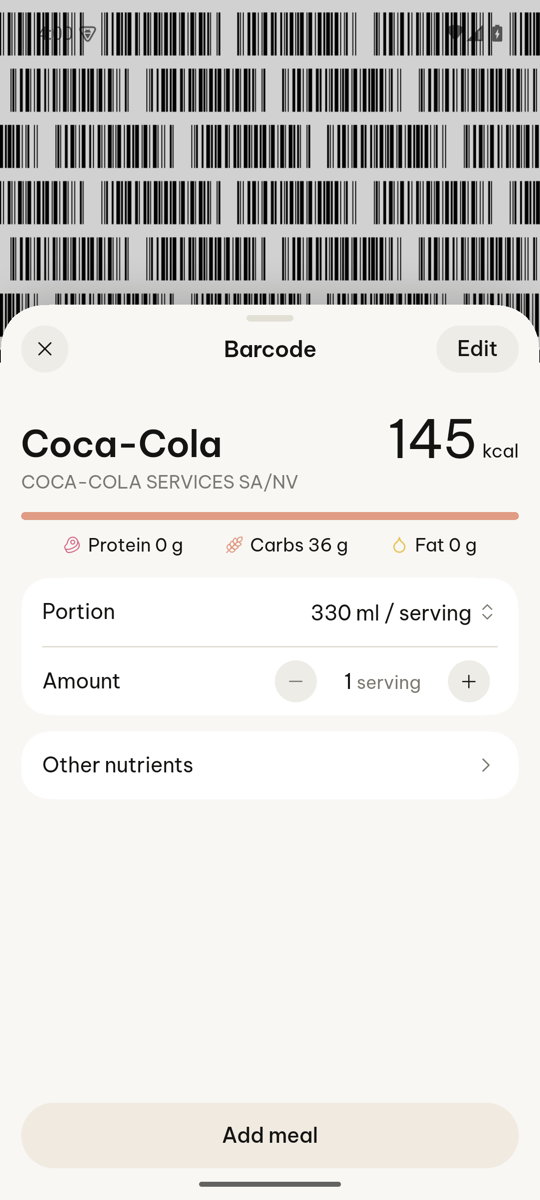 4:00
Barcode
Edit
Coca-Cola
145 kcal
COCA-COLA SERVICES SA/NV
Protein 0 g
Carbs 36 g
Fat 0 g
Portion
330 ml / serving
Amount
1 serving
Other nutrients
Add meal